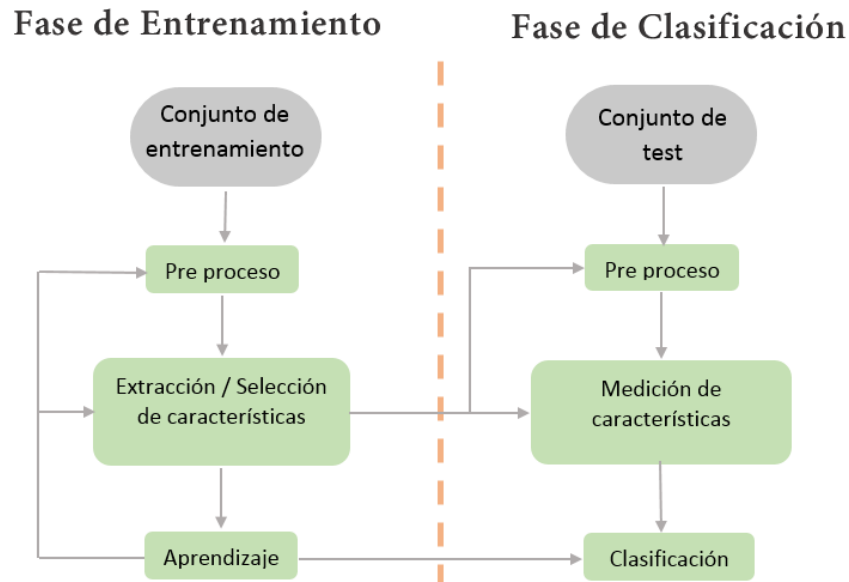 Fase de Entrenamiento
Conjunto de
entrenamiento
Pre proceso
Extracción / Selección
de características
Aprendizaje
Fase de Clasificación
Conjunto de
test
Pre proceso
Medición de
características
Clasificación